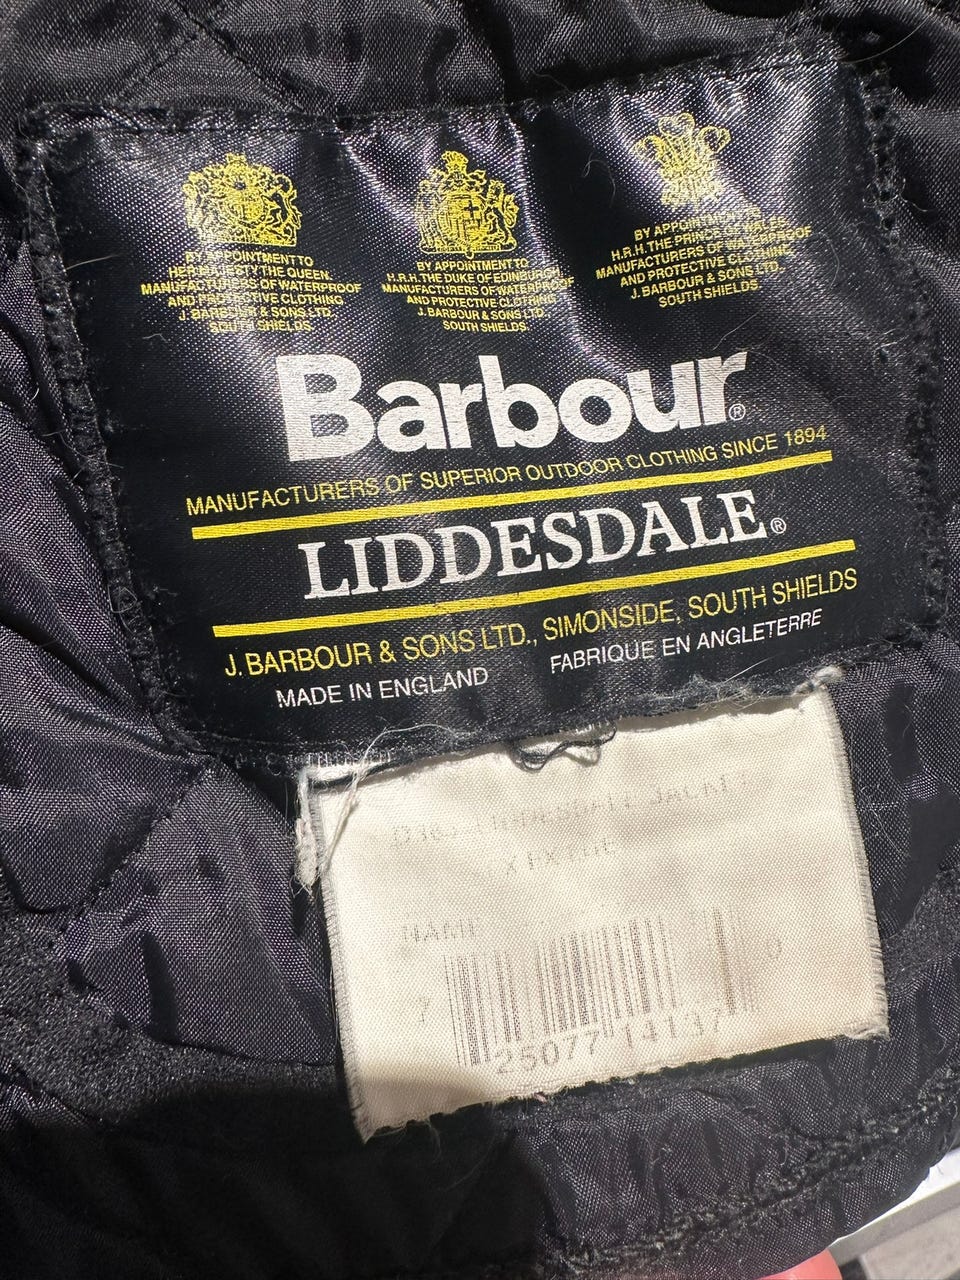 BY APPOINTMENT TO
HER MAJESTY THE QUEEN.
MANUFACTURERS OF WATERPROOF
AND PROTECTIVE CLOTHING.
J. BARBOUR & SONS LTD.
SOUTH SHIELDS.
BY APPOINTMENT TO
H.R.H. THE DUKE OF EDINBURGH
MANUFACTURERS OF WATERPROOF
AND PROTECTIVE CLOTHING
J. BARBOUR & SONS LTD.
SOUTH SHIELDS.
BY APPOINTMENT TO
H.R.H. THE PRINCE OF WALES
MANUFACTURERS OF WATERPROOF
AND PROTECTIVE CLOTHING
J. BARBOUR & SONS LTD.
SOUTH SHIELDS.
Barbour®
MANUFACTURERS OF SUPERIOR OUTDOOR CLOTHING SINCE 1894
LIDDESDALE®
J. BARBOUR & SONS LTD., SIMONSIDE, SOUTH SHIELDS
MADE IN ENGLAND FABRIQUE EN ANGLETERRE
LIDDESDALE JACKT
NAME
25077 14137